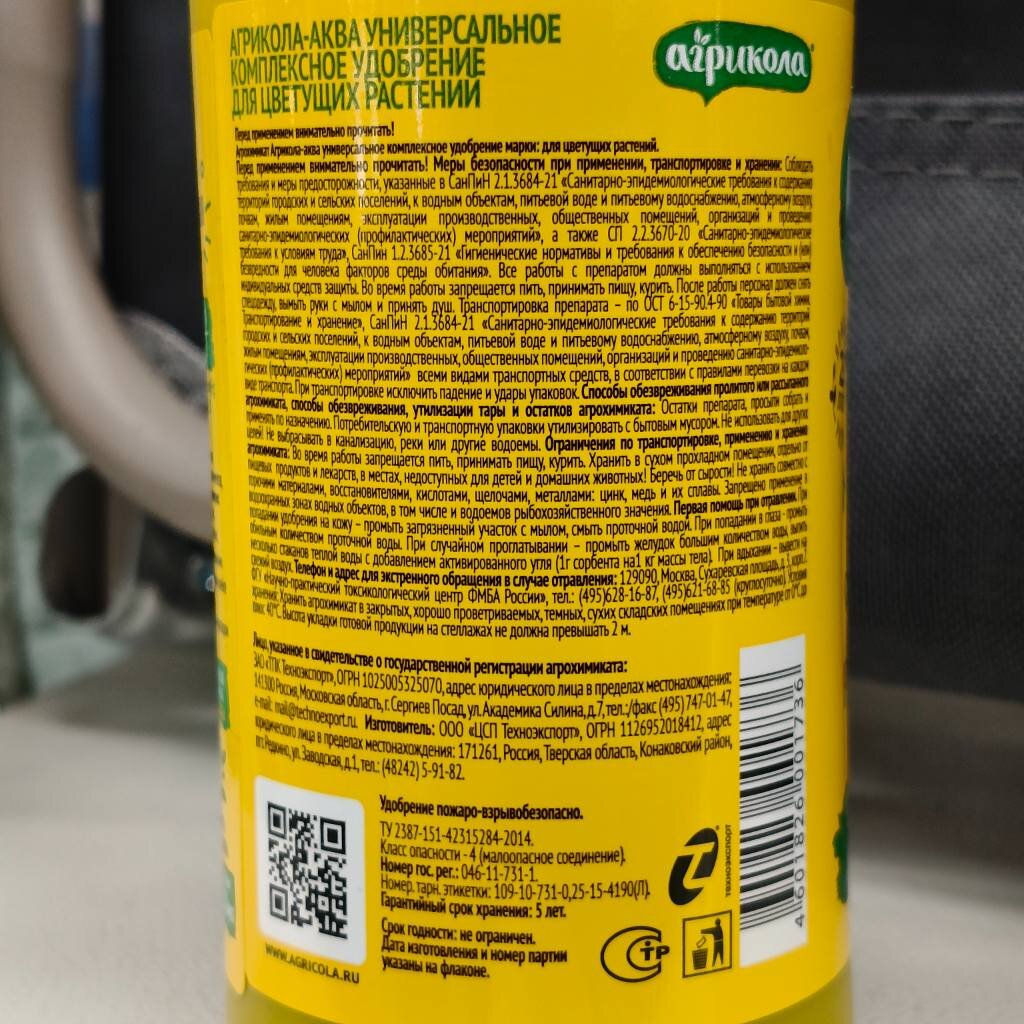 АГРИКОЛА-АКВА УНИВЕРСАЛЬНОЕ
КОМПЛЕКСНОЕ УДОБРЕНИЕ
ДЛЯ ЦВЕТУЩИХ РАСТЕНИЙ
агрикола
Перед применением внимательно прочитать!
Агрохимикат Агрикола-аква универсальное комплексное удобрение марки: для цветущих растений.
Перед применением внимательно прочитать! Меры безопасности при применении, транспортировке и хранении: Соблюдать
требования и меры предосторожности, указанные в СанПиН 2.1.3684-21 «Санитарно-эпидемиологические требования к содержанию
территорий городских и сельских поселений, к водным объектам, питьевой воде и питьевому водоснабжению, атмосферному воздуху,
почвам, жилым помещениям, эксплуатации производственных, общественных помещений, организаций и проведению
санитарно-эпидемиологических (профилактических) мероприятий», а также СП 2.2.3670-20 «Санитарно-эпидемиологические
требования к условиям труда», СанПин 1.2.3685-21 «Гигиенические нормативы и требования к обеспечению безопасности и (или)
безвредности для человека факторов среды обитания». Все работы с препаратом должны выполняться с использованием
индивидуальных средств защиты. Во время работы запрещается пить, принимать пищу, курить. После работы персонал должен снять
спецодежду, вымыть руки с мылом и принять душ. Транспортировка препарата – по ОСТ 6-15-90.4-90 «Товары бытовой химии.
Транспортирование и хранение», СанПиН 2.1.3684-21 «Санитарно-эпидемиологические требования к содержанию территорий
городских и сельских поселений, к водным объектам, питьевой воде и питьевому водоснабжению, атмосферному воздуху, почвам,
жилым помещениям, эксплуатации производственных, общественных помещений, организаций и проведению санитарно-эпидемиоло-
гических (профилактических) мероприятий» всеми видами транспортных средств, в соответствии с правилами перевозки на каждом
виде транспорта. При транспортировке исключить падение и удары упаковок. Способы обезвреживания пролитого или рассыпанного
агрохимиката, способы обезвреживания, утилизации тары и остатков агрохимиката: Остатки препарата, просыпи собрать и
применять по назначению. Потребительскую и транспортную упаковки утилизировать с бытовым мусором. Не использовать для других
целей! Не выбрасывать в канализацию, реки или другие водоемы. Ограничения по транспортировке, применению и хранению
агрохимиката: Во время работы запрещается пить, принимать пищу, курить. Хранить в сухом прохладном помещении, отдельно от
пищевых продуктов и лекарств, в местах, недоступных для детей и домашних животных! Беречь от сырости! Не хранить совместно с
горючими материалами, восстановителями, кислотами, щелочами, металлами: цинк, медь и их сплавы. Запрещено применение в
водоохранных зонах водных объектов, в том числе и водоемов рыбохозяйственного значения. Первая помощь при отравлении. При
попадании удобрения на кожу – промыть загрязненный участок с мылом, смыть проточной водой. При попадании в глаза - промыть
обильным количеством проточной воды. При случайном проглатывании – промыть желудок большим количеством воды, выпить
несколько стаканов теплой воды с добавлением активированного угля (1г сорбента на1 кг массы тела). При вдыхании – вывести на
свежий воздух. Телефон и адрес для экстренного обращения в случае отравления: 129090, Москва, Сухаревская площадь, д.3, корп.7,
ФГУ «Научно-практический токсикологический центр ФМБА России», тел.: (495)628-16-87, (495)621-68-85 (круглосуточно). Условия
хранения: Хранить агрохимикат в закрытых, хорошо проветриваемых, темных, сухих складских помещениях при температуре от 0°С до
плюс 40°С. Высота укладки готовой продукции на стеллажах не должна превышать 2 м.
Лицо, указанное в свидетельстве о государственной регистрации агрохимиката:
ЗАО «ТПК Техноэкспорт», ОГРН 1025005325070, адрес юридического лица в пределах местонахождения:
141300 Россия, Московская область, г. Сергиев Посад, ул.Академика Силина, д.7, тел.:/факс (495) 747-01-47,
e-mail: mail@technoexport.ru. Изготовитель: ООО «ЦСП Техноэкспорт», ОГРН 1126952018412, адрес
юридического лица в пределах местонахождения: 171261, Россия, Тверская область, Конаковский район,
пгт. Редкино, ул. Заводская, д.1, тел.: (48242) 5-91-82.
Удобрение пожаро-взрывобезопасно.
ТУ 2387-151-42315284-2014.
Класс опасности - 4 (малоопасное соединение).
Номер гос. рег.: 046-11-731-1.
Номер. тарн. этикетки: 109-10-731-0,25-15-4190(Л).
Гарантийный срок хранения: 5 лет.
Срок годности: не ограничен.
Дата изготовления и номер партии
указаны на флаконе.
WWW.AGRICOLA.RU
техноэкспорт
СТР
4 601826 001736